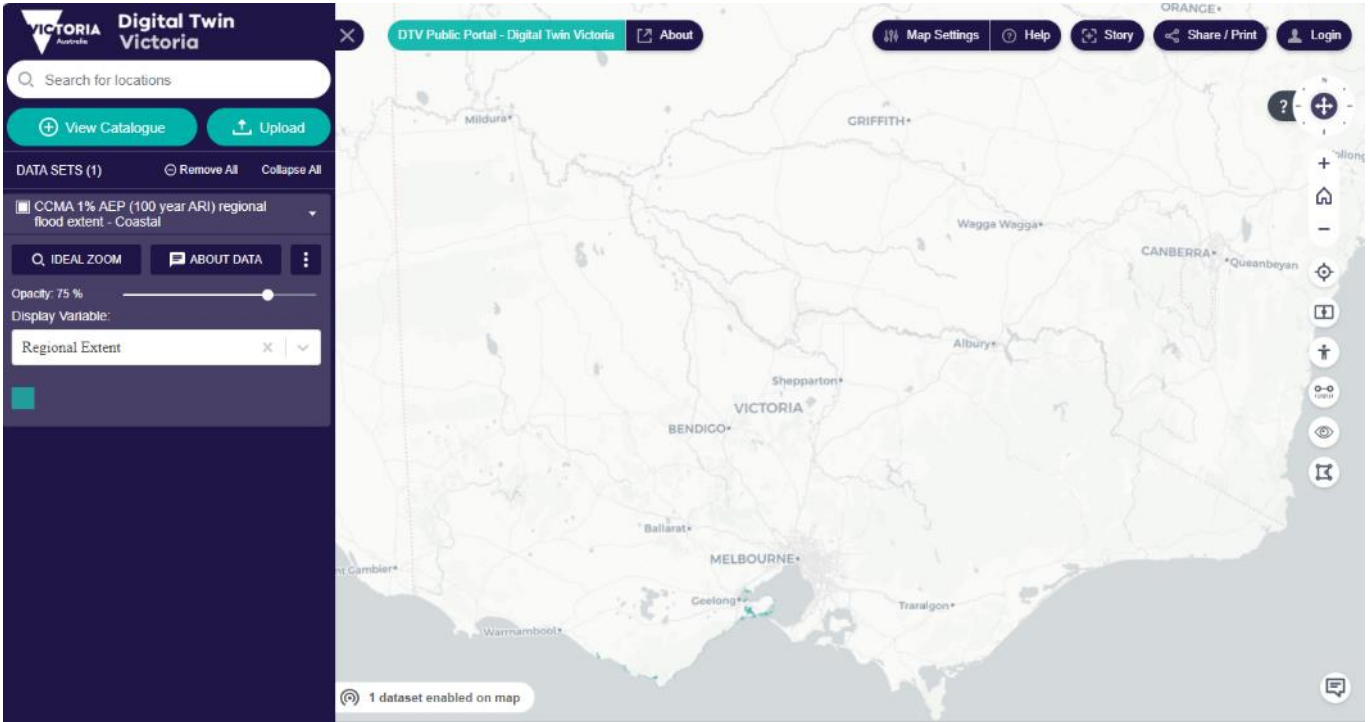 VICTORIA
Australia
Digital Twin
Victoria
Search for locations
View Catalogue
Upload
DATA SETS (1)
Remove All
Collapse All
CCMA 1% AEP (100 year ARI) regional
flood extent - Coastal
IDEAL ZOOM
ABOUT DATA
Opacity: 75 %
Display Variable:
Regional Extent
DTV Public Portal - Digital Twin Victoria
About
Map Settings
Help
Story
Share / Print
Login
ORANGE
Mildura
GRIFFITH
Wagga Wagga
CANBERRA
Queanbeyan
Albury
Shepparton
VICTORIA
BENDIGO
Ballarat
MELBOURNE
nt Gambier
Geelong
Traralgon
Warrnambool
N
?
1 dataset enabled on map